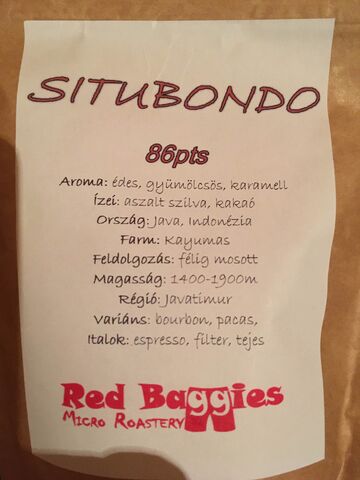 SITUBONDO
86pts
Aroma: édes, gyümölcsös, karamell
Ízei: aszalt szilva, kakaó
Ország: Java, Indonézia
Farm: Kayumas
Feldolgozás: félig mosott
Magasság: 1400-1900m
Régió: Javatimur
Variáns: bourbon, pacas,
Italok: espresso, filter, tejes
Red Baggies
MICRO ROASTERY